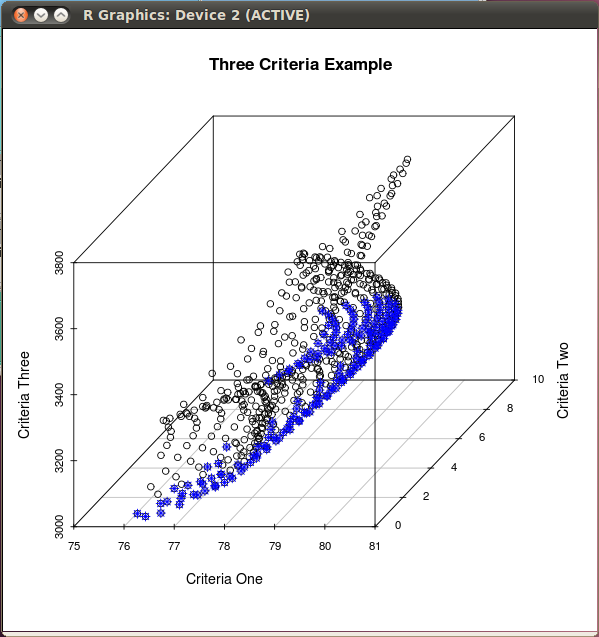 R Graphics: Device 2 (ACTIVE)
Three Criteria Example
3800
3600
3400
3200
3000
Criteria Three
75 76 77 78 79 80 81
Criteria One
0
2
4
6
8
10
Criteria Two